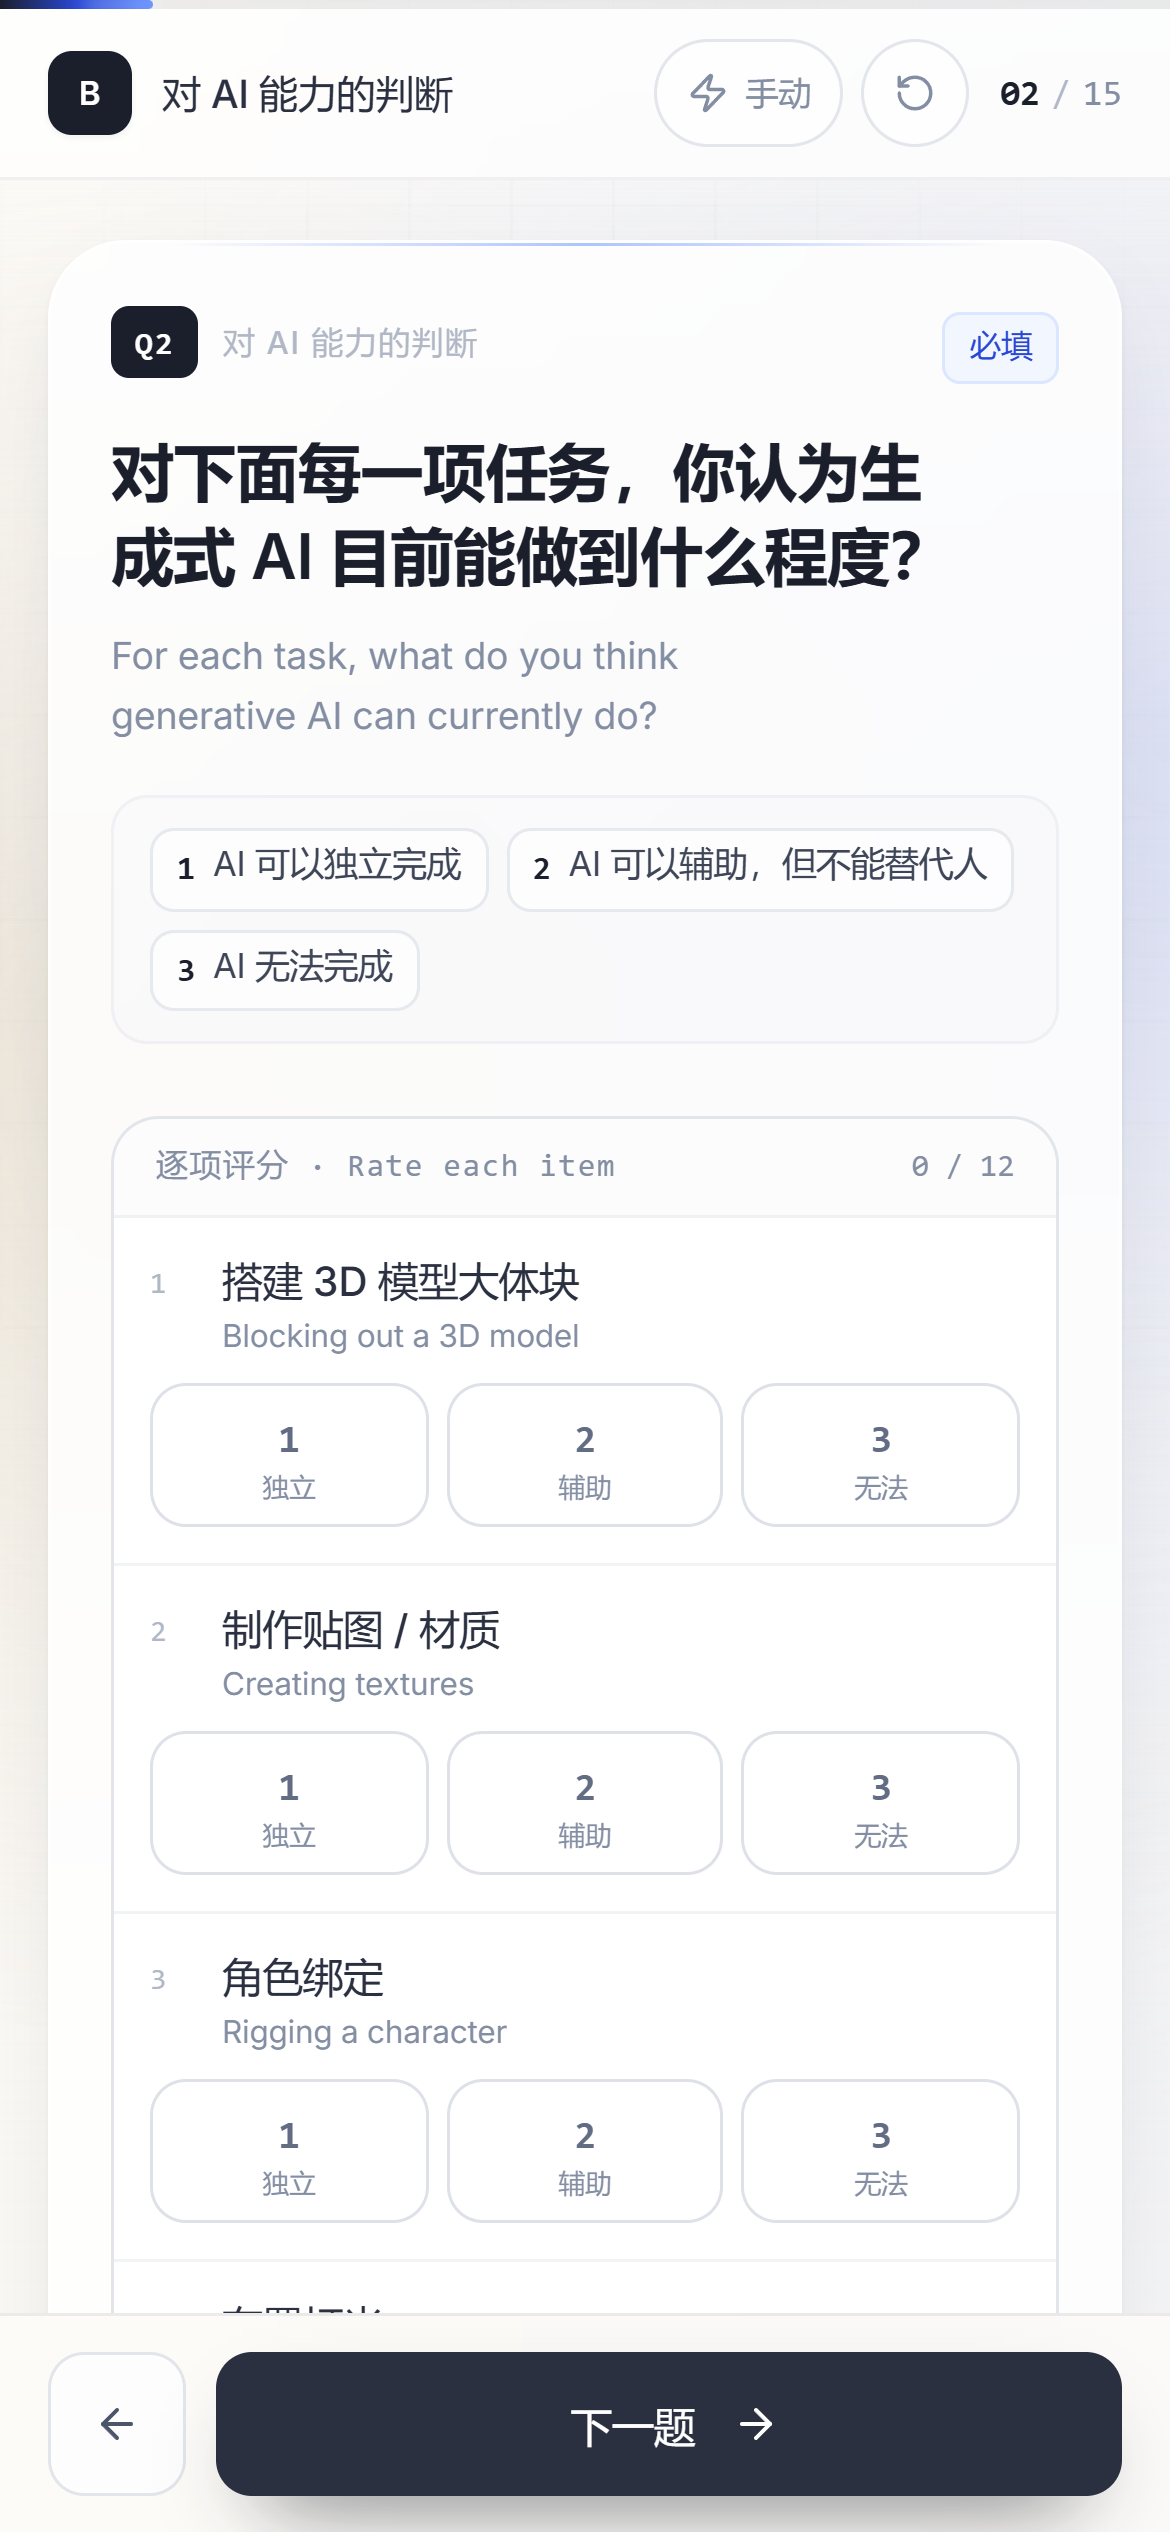 B 对 AI 能力的判断 手动 02 / 15
Q2 对 AI 能力的判断 必填
对下面每一项任务，你认为生
成式 AI 目前能做到什么程度？
For each task, what do you think
generative AI can currently do?
1 AI 可以独立完成 2 AI 可以辅助，但不能替代人
3 AI 无法完成
逐项评分 · Rate each item 0 / 12
1 搭建 3D 模型大体块
Blocking out a 3D model
1 2 3
独立 辅助 无法
2 制作贴图 / 材质
Creating textures
1 2 3
独立 辅助 无法
3 角色绑定
Rigging a character
1 2 3
独立 辅助 无法
下一题